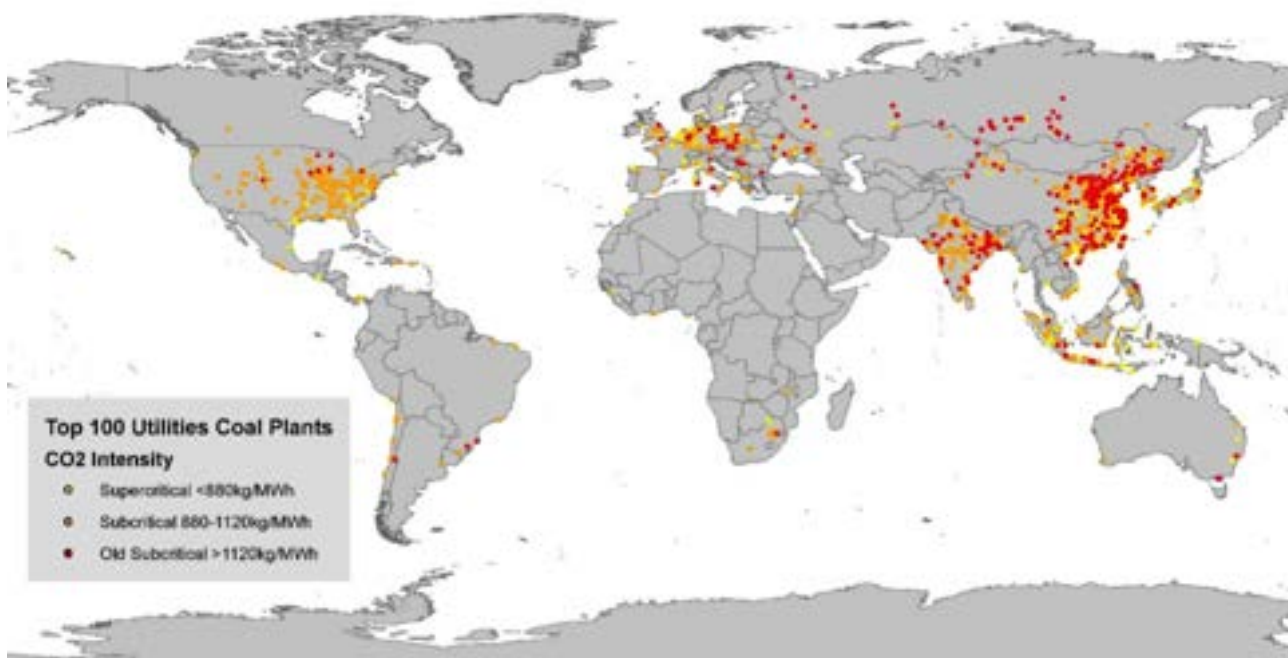 Top 100 Utilities Coal Plants
CO2 Intensity
Supercritical <880kg/MWh
Subcritical 880-1120kg/MWh
Old Subcritical >1120kg/MWh